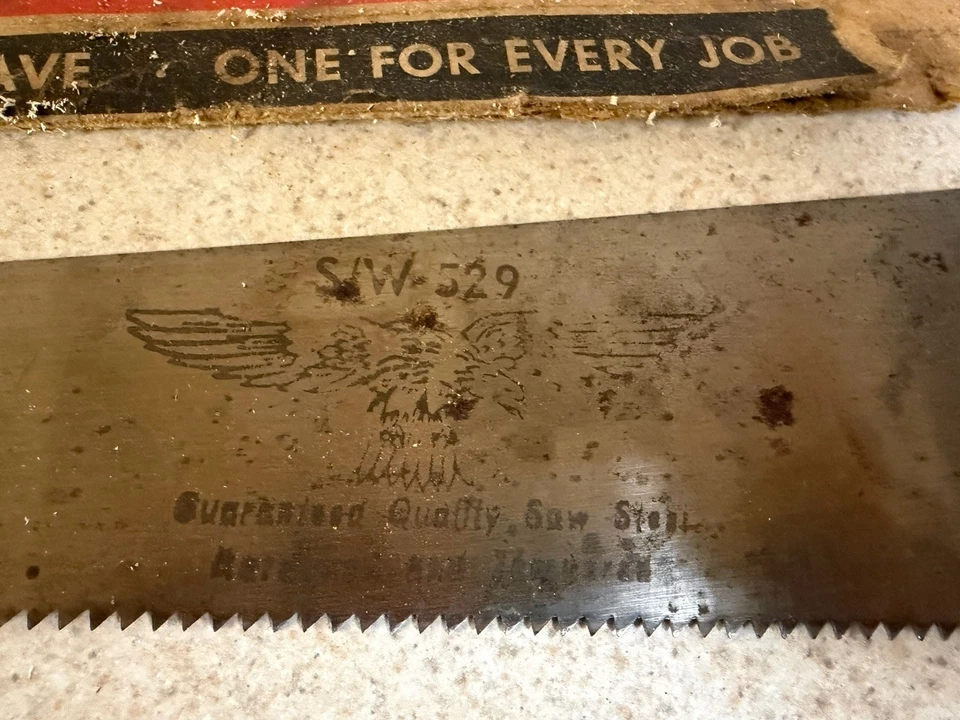 AVE ONE FOR EVERY JOB
S/W-529
Guaranteed Quality Saw Steel
and